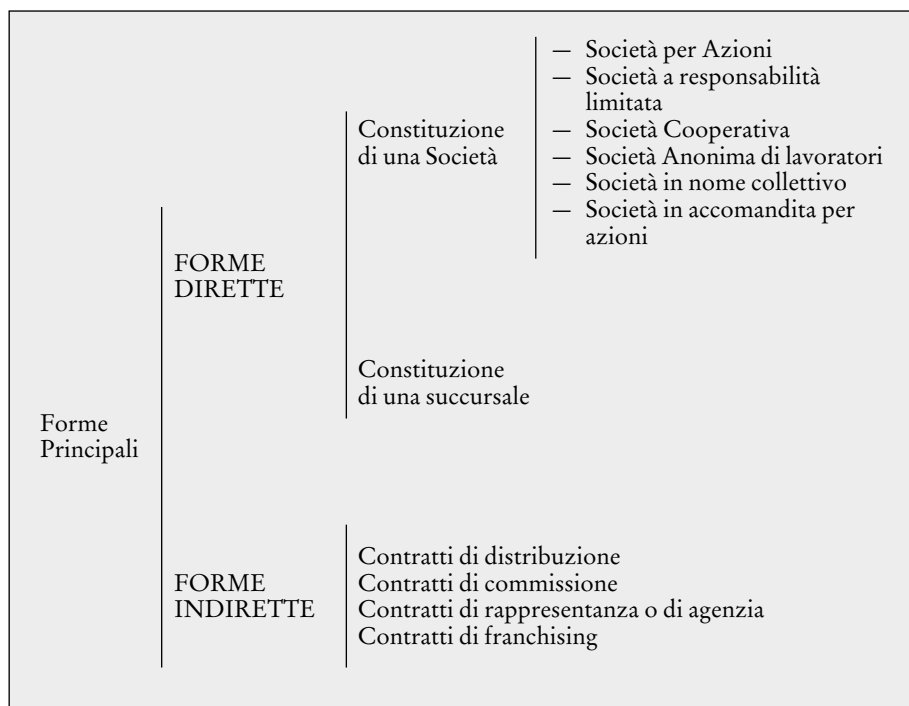 Forme
Principali
FORME
DIRETTE
Constituzione
di una Società
— Società per Azioni
— Società a responsabilità
limitata
— Società Cooperativa
— Società Anonima di lavoratori
— Società in nome collettivo
— Società in accomandita per
azioni
Constituzione
di una succursale
FORME
INDIRETTE
Contratti di distribuzione
Contratti di commissione
Contratti di rappresentanza o di agenzia
Contratti di franchising